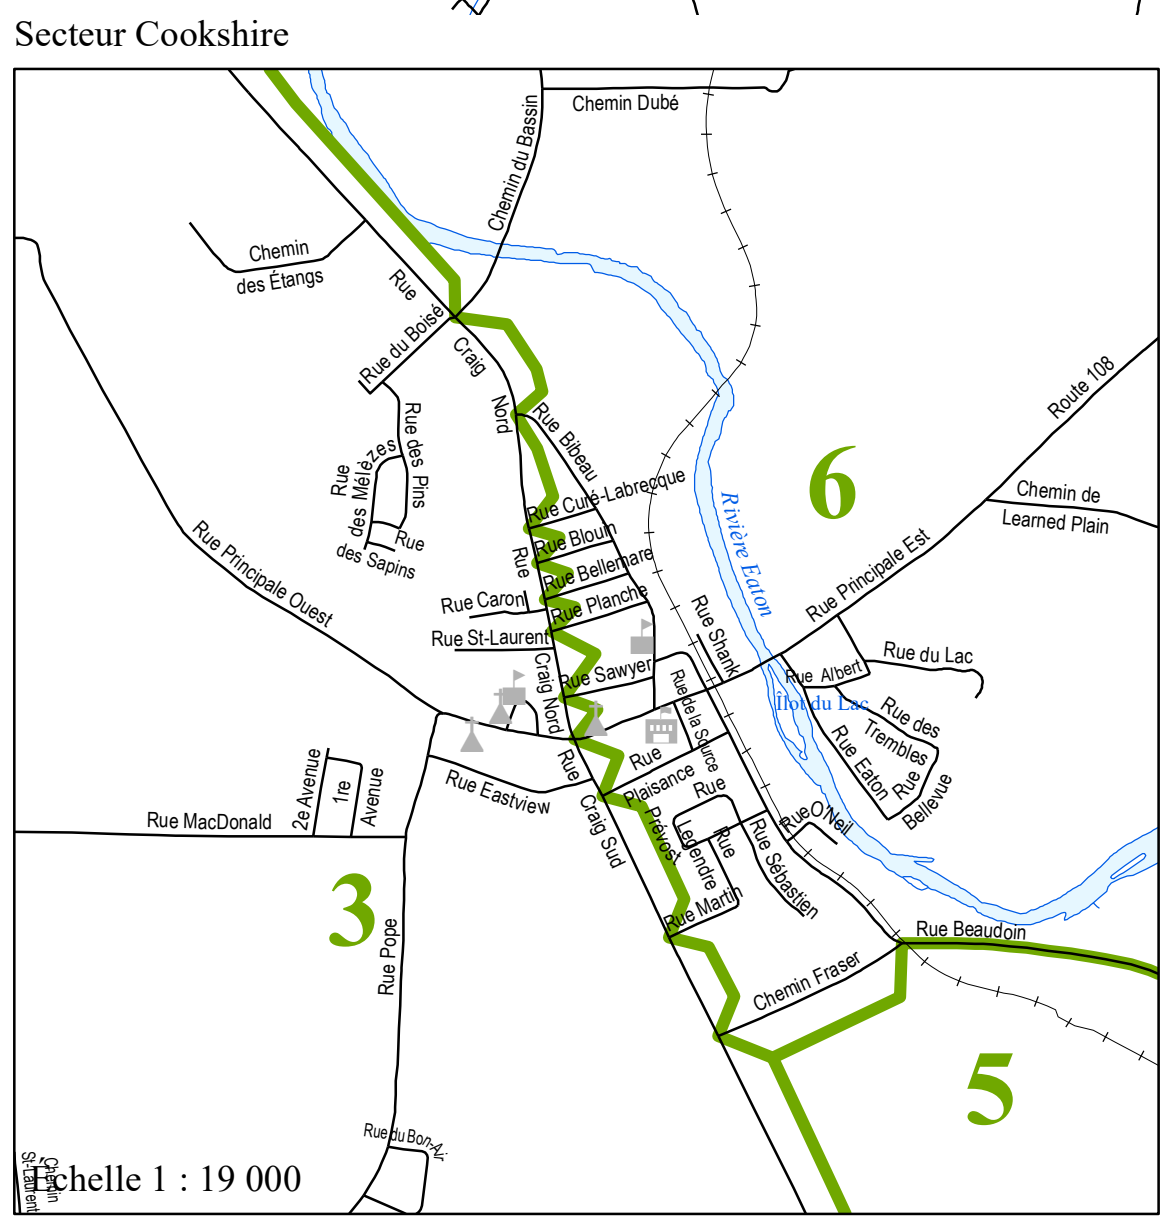 Secteur Cookshire
Chemin Dubé
Chemin du Bassin
Chemin
des Étangs
Rue
Craig
Nord
Rue du Boisé
Route 108
Rue des Pins
Rue
des Mélèzes
Rue
des Sapins
Rue Bibeau
6
Chemin de
Learned Plain
Rue Curé-Labrecque
Rivière Eaton
Rue Principale Ouest
Rue Blouin
Rue
Rue Bellemare
Rue Principale Est
Rue Caron
Rue Planche
Rue Shank
Rue St-Laurent
Craig Nord
Rue Sawyer
Rue du Lac
Rue Albert
Îlot du Lac
Rue de la Source
Rue des
Trembles
Rue Eaton
Rue
Bellevue
Rue
Plaisance
Rue
Craig Sud
Rue Eastview
2e Avenue
1re
Avenue
Rue MacDonald
Prévost
Rue
Legendre
Rue
Rue O'Neil
Rue Sébastien
3
Rue Martin
Rue Pope
Rue Beaudoin
Chemin Fraser
5
Rue du Bon-Air
Chemin
St-Laurent
Échelle 1 : 19 000